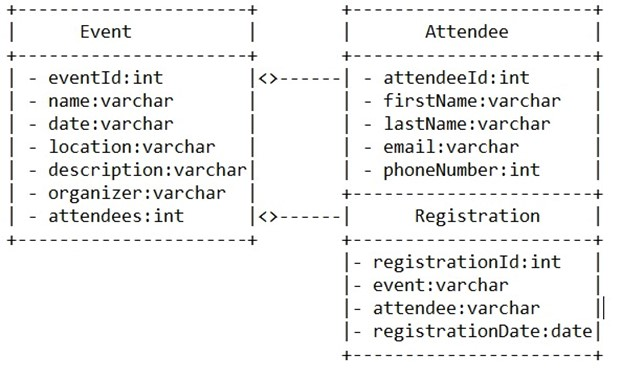 +---------------------+       +-----------------------+
|      Event          |       |       Attendee        |
+---------------------+       +-----------------------+
| - eventId:int       |<>------| - attendeeId:int     |
| - name:varchar      |       | - firstName:varchar   |
| - date:varchar      |       | - lastName:varchar    |
| - location:varchar  |       | - email:varchar       |
| - description:varchar|      | - phoneNumber:int     |
| - organizer:varchar |       +-----------------------+
| - attendees:int     |<>------|      Registration    |
+---------------------+       +-----------------------+
                              |- registrationId:int   |
                              |- event:varchar        |
                              |- attendee:varchar     |
                              |- registrationDate:date|
                              +-----------------------+